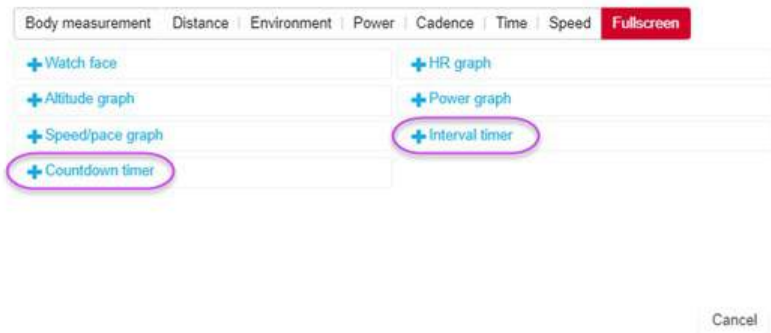 Body measurement Distance Environment Power Cadence Time Speed Fullscreen
Watch face HR graph
Altitude graph Power graph
Speed/pace graph Interval timer
Countdown timer
Cancel